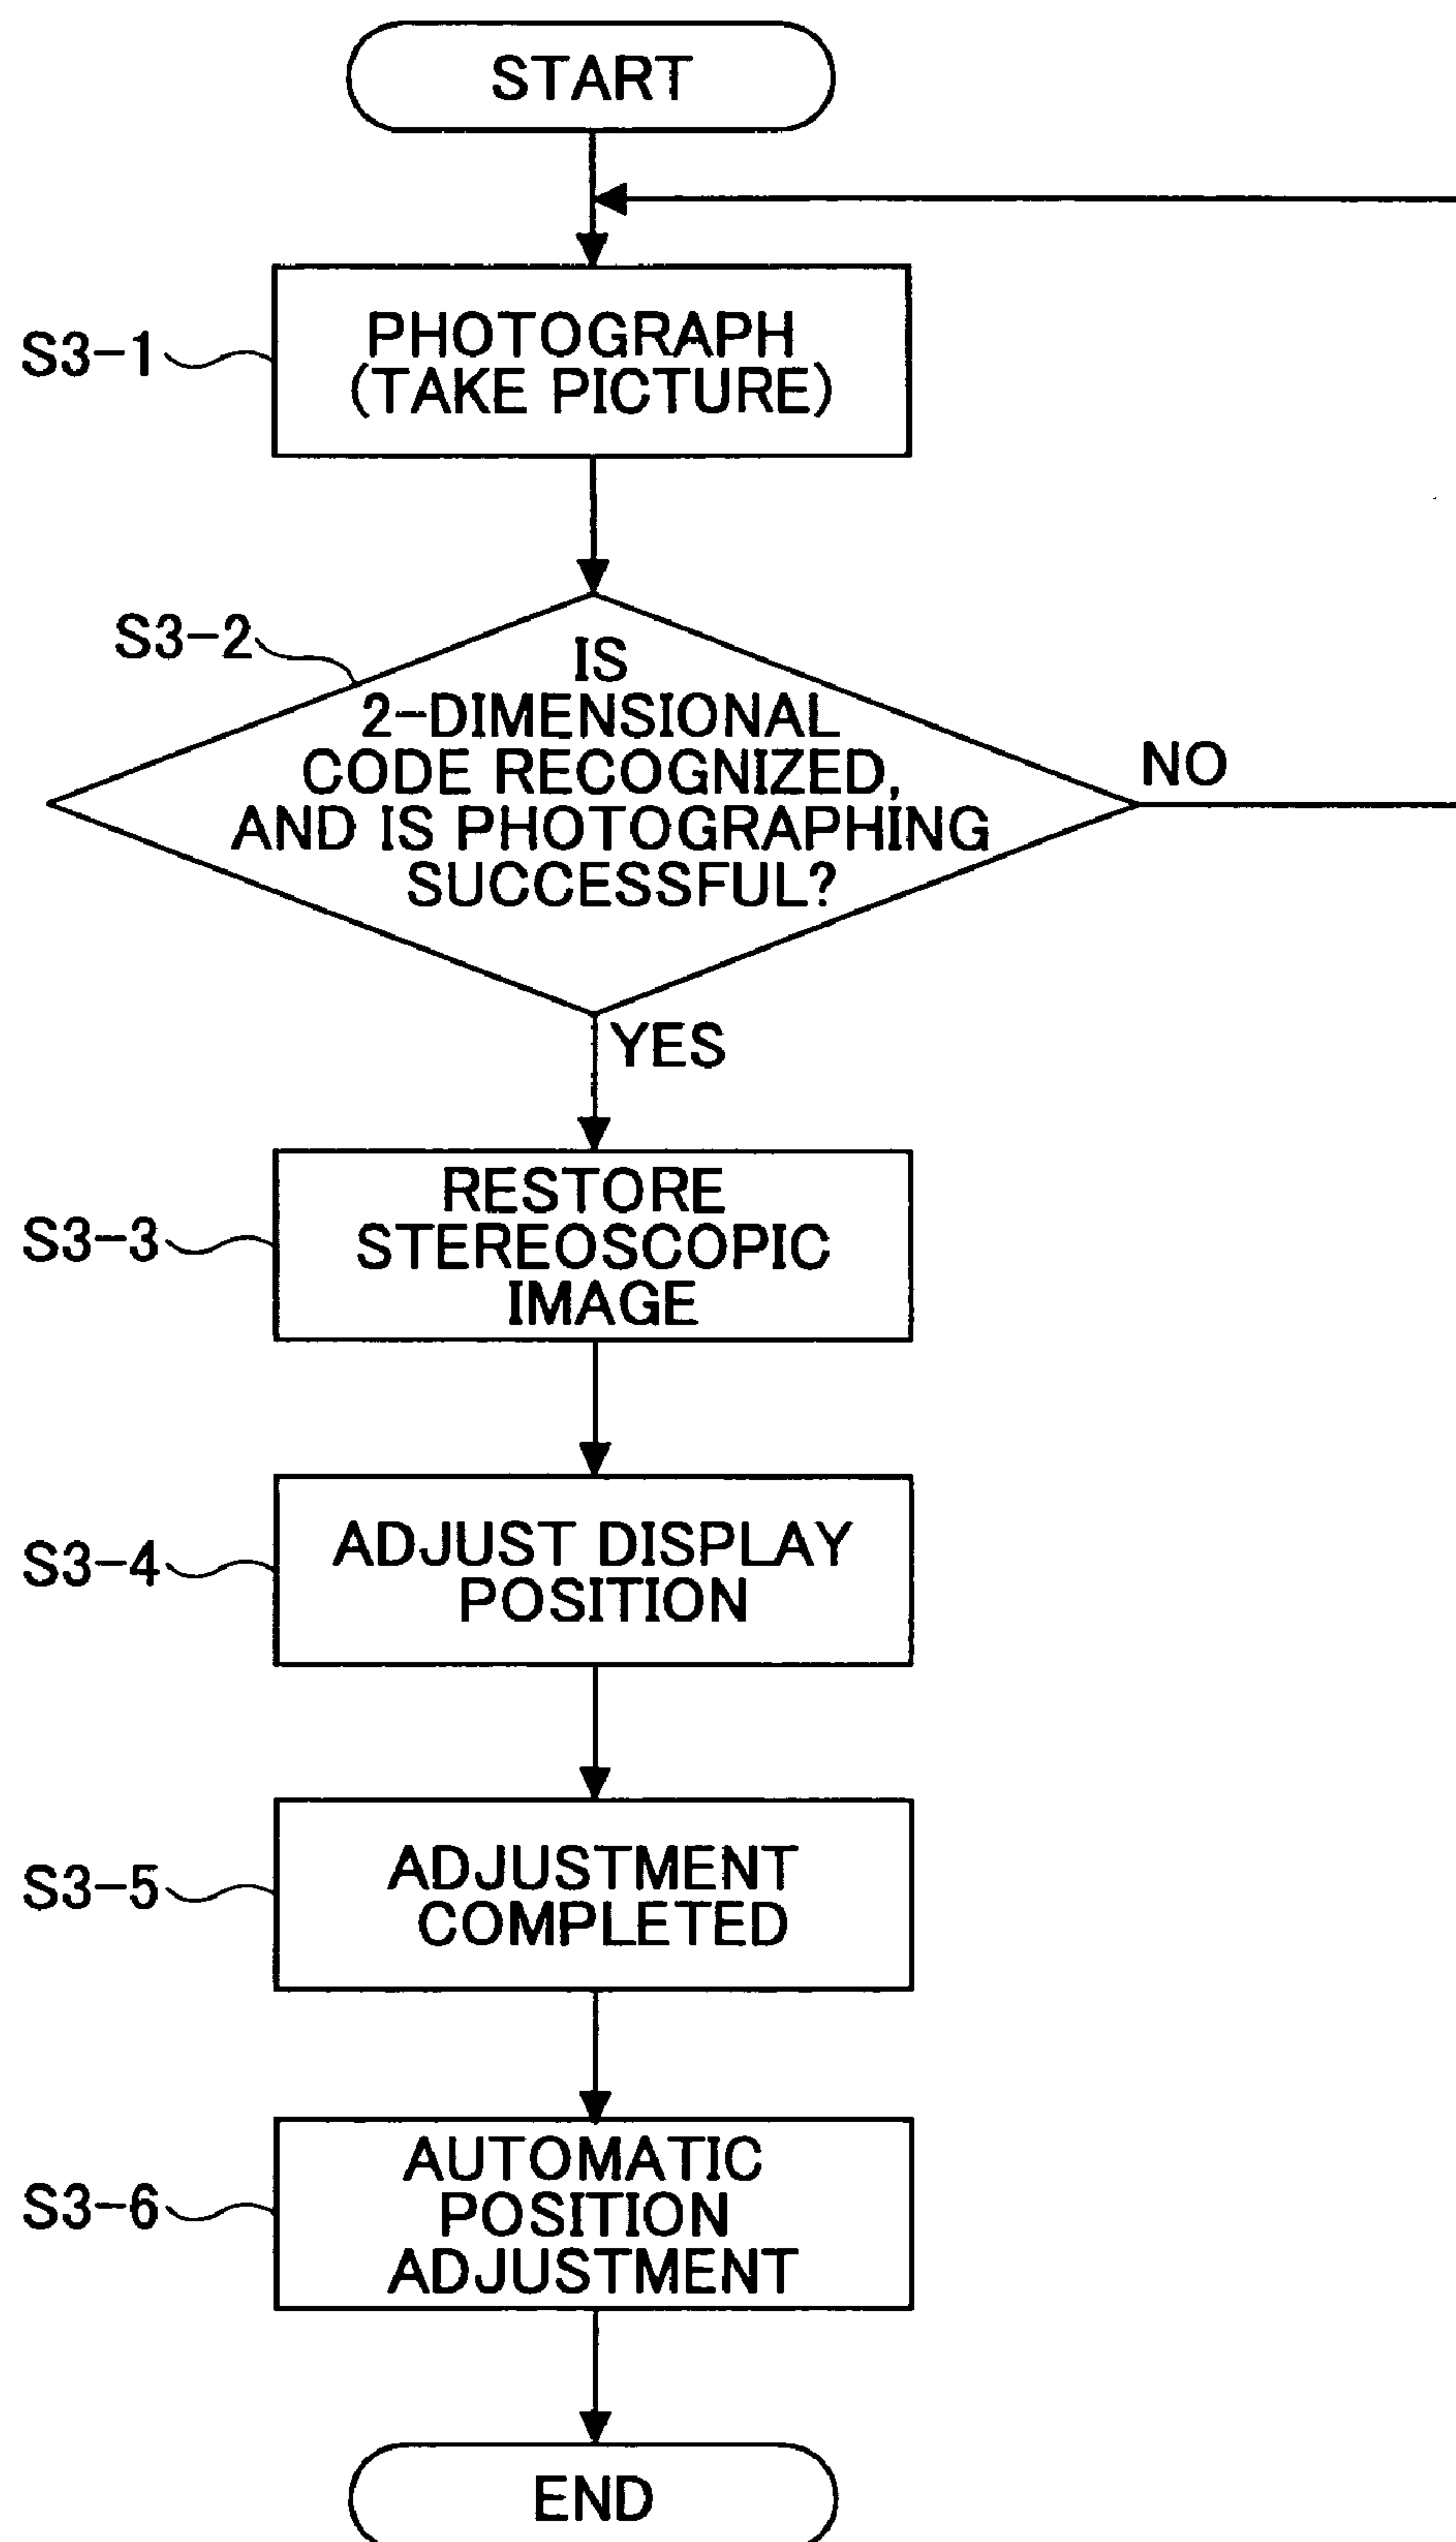 START
S3-1
PHOTOGRAPH
(TAKE PICTURE)
S3-2
IS
2-DIMENSIONAL
CODE RECOGNIZED,
AND IS PHOTOGRAPHING
SUCCESSFUL?
NO
YES
S3-3
RESTORE
STEREOSCOPIC
IMAGE
S3-4
ADJUST DISPLAY
POSITION
S3-5
ADJUSTMENT
COMPLETED
S3-6
AUTOMATIC
POSITION
ADJUSTMENT
END